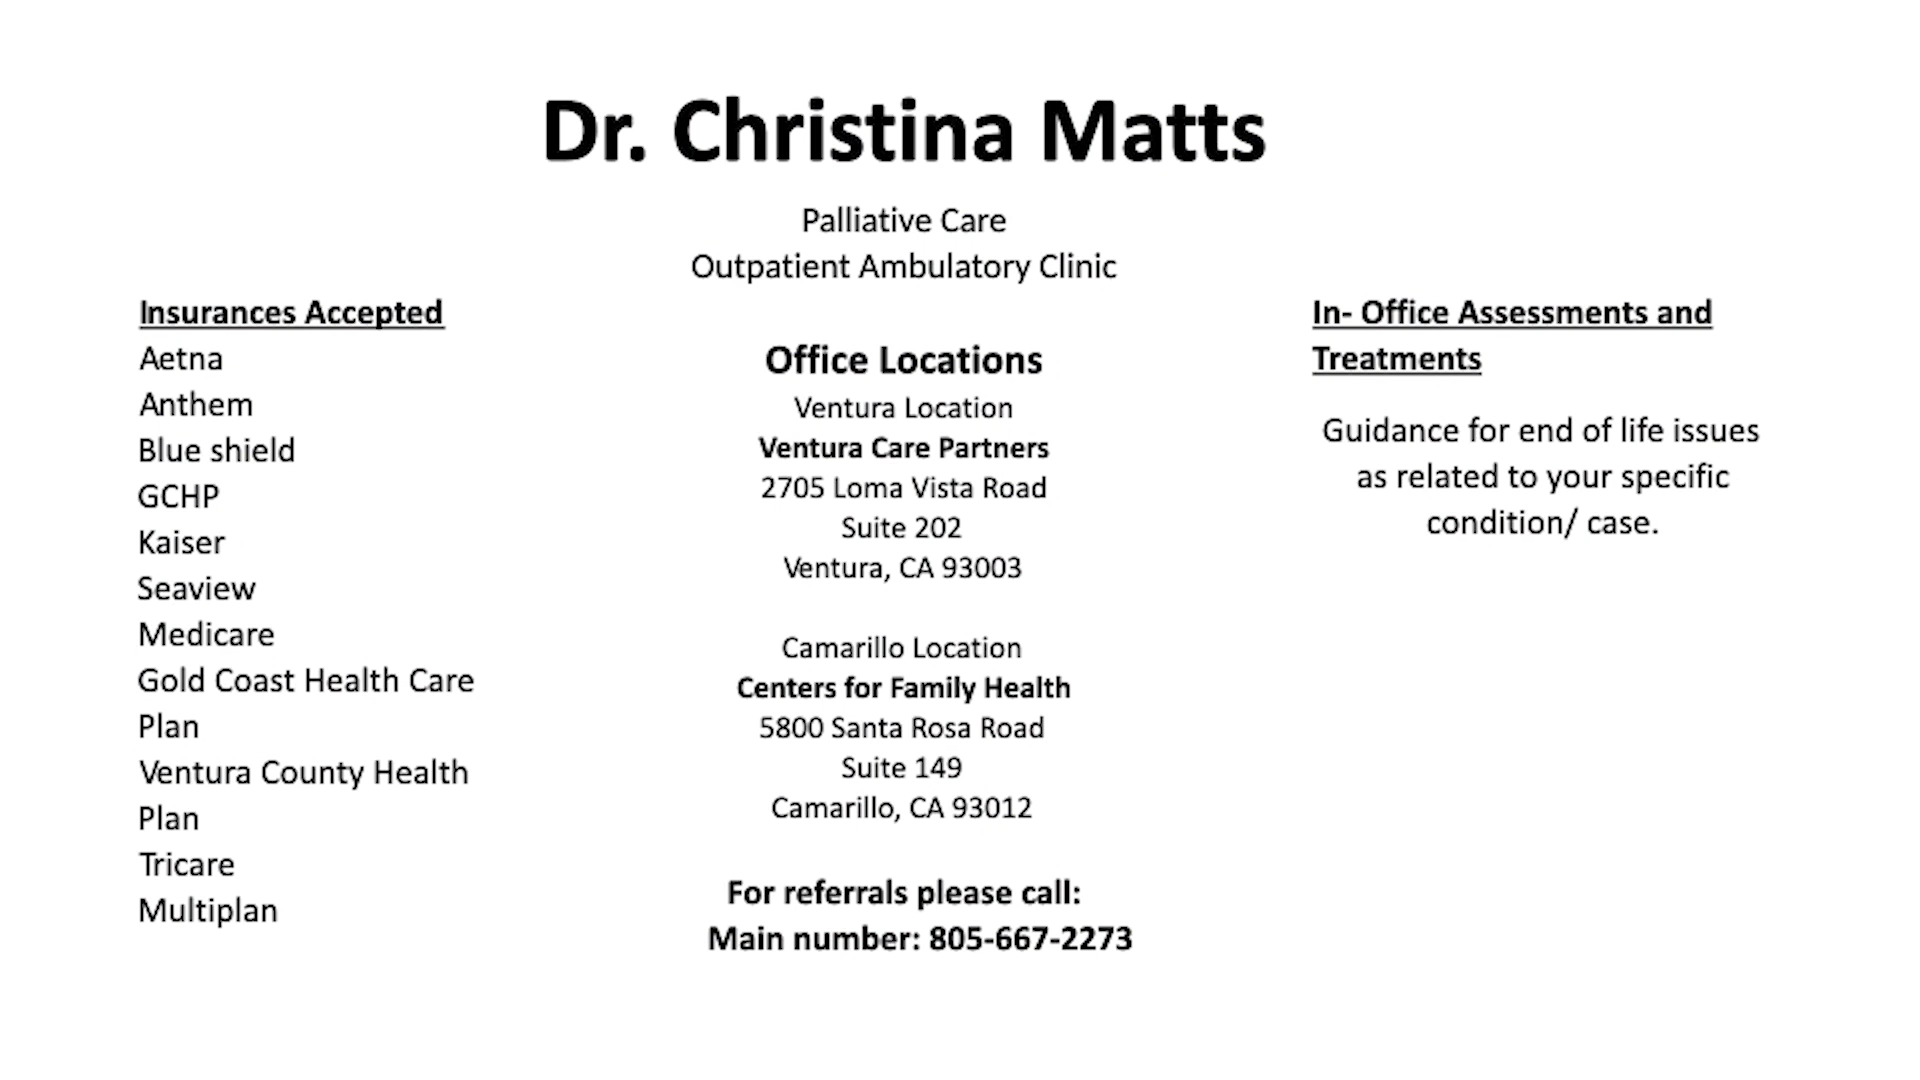 Dr. Christina Matts
Palliative Care
Outpatient Ambulatory Clinic
Insurances Accepted
Aetna
Anthem
Blue shield
GCHP
Kaiser
Seaview
Medicare
Gold Coast Health Care
Plan
Ventura County Health
Plan
Tricare
Multiplan
Office Locations
Ventura Location
Ventura Care Partners
2705 Loma Vista Road
Suite 202
Ventura, CA 93003
Camarillo Location
Centers for Family Health
5800 Santa Rosa Road
Suite 149
Camarillo, CA 93012
For referrals please call:
Main number: 805-667-2273
In- Office Assessments and
Treatments
Guidance for end of life issues
as related to your specific
condition/ case.